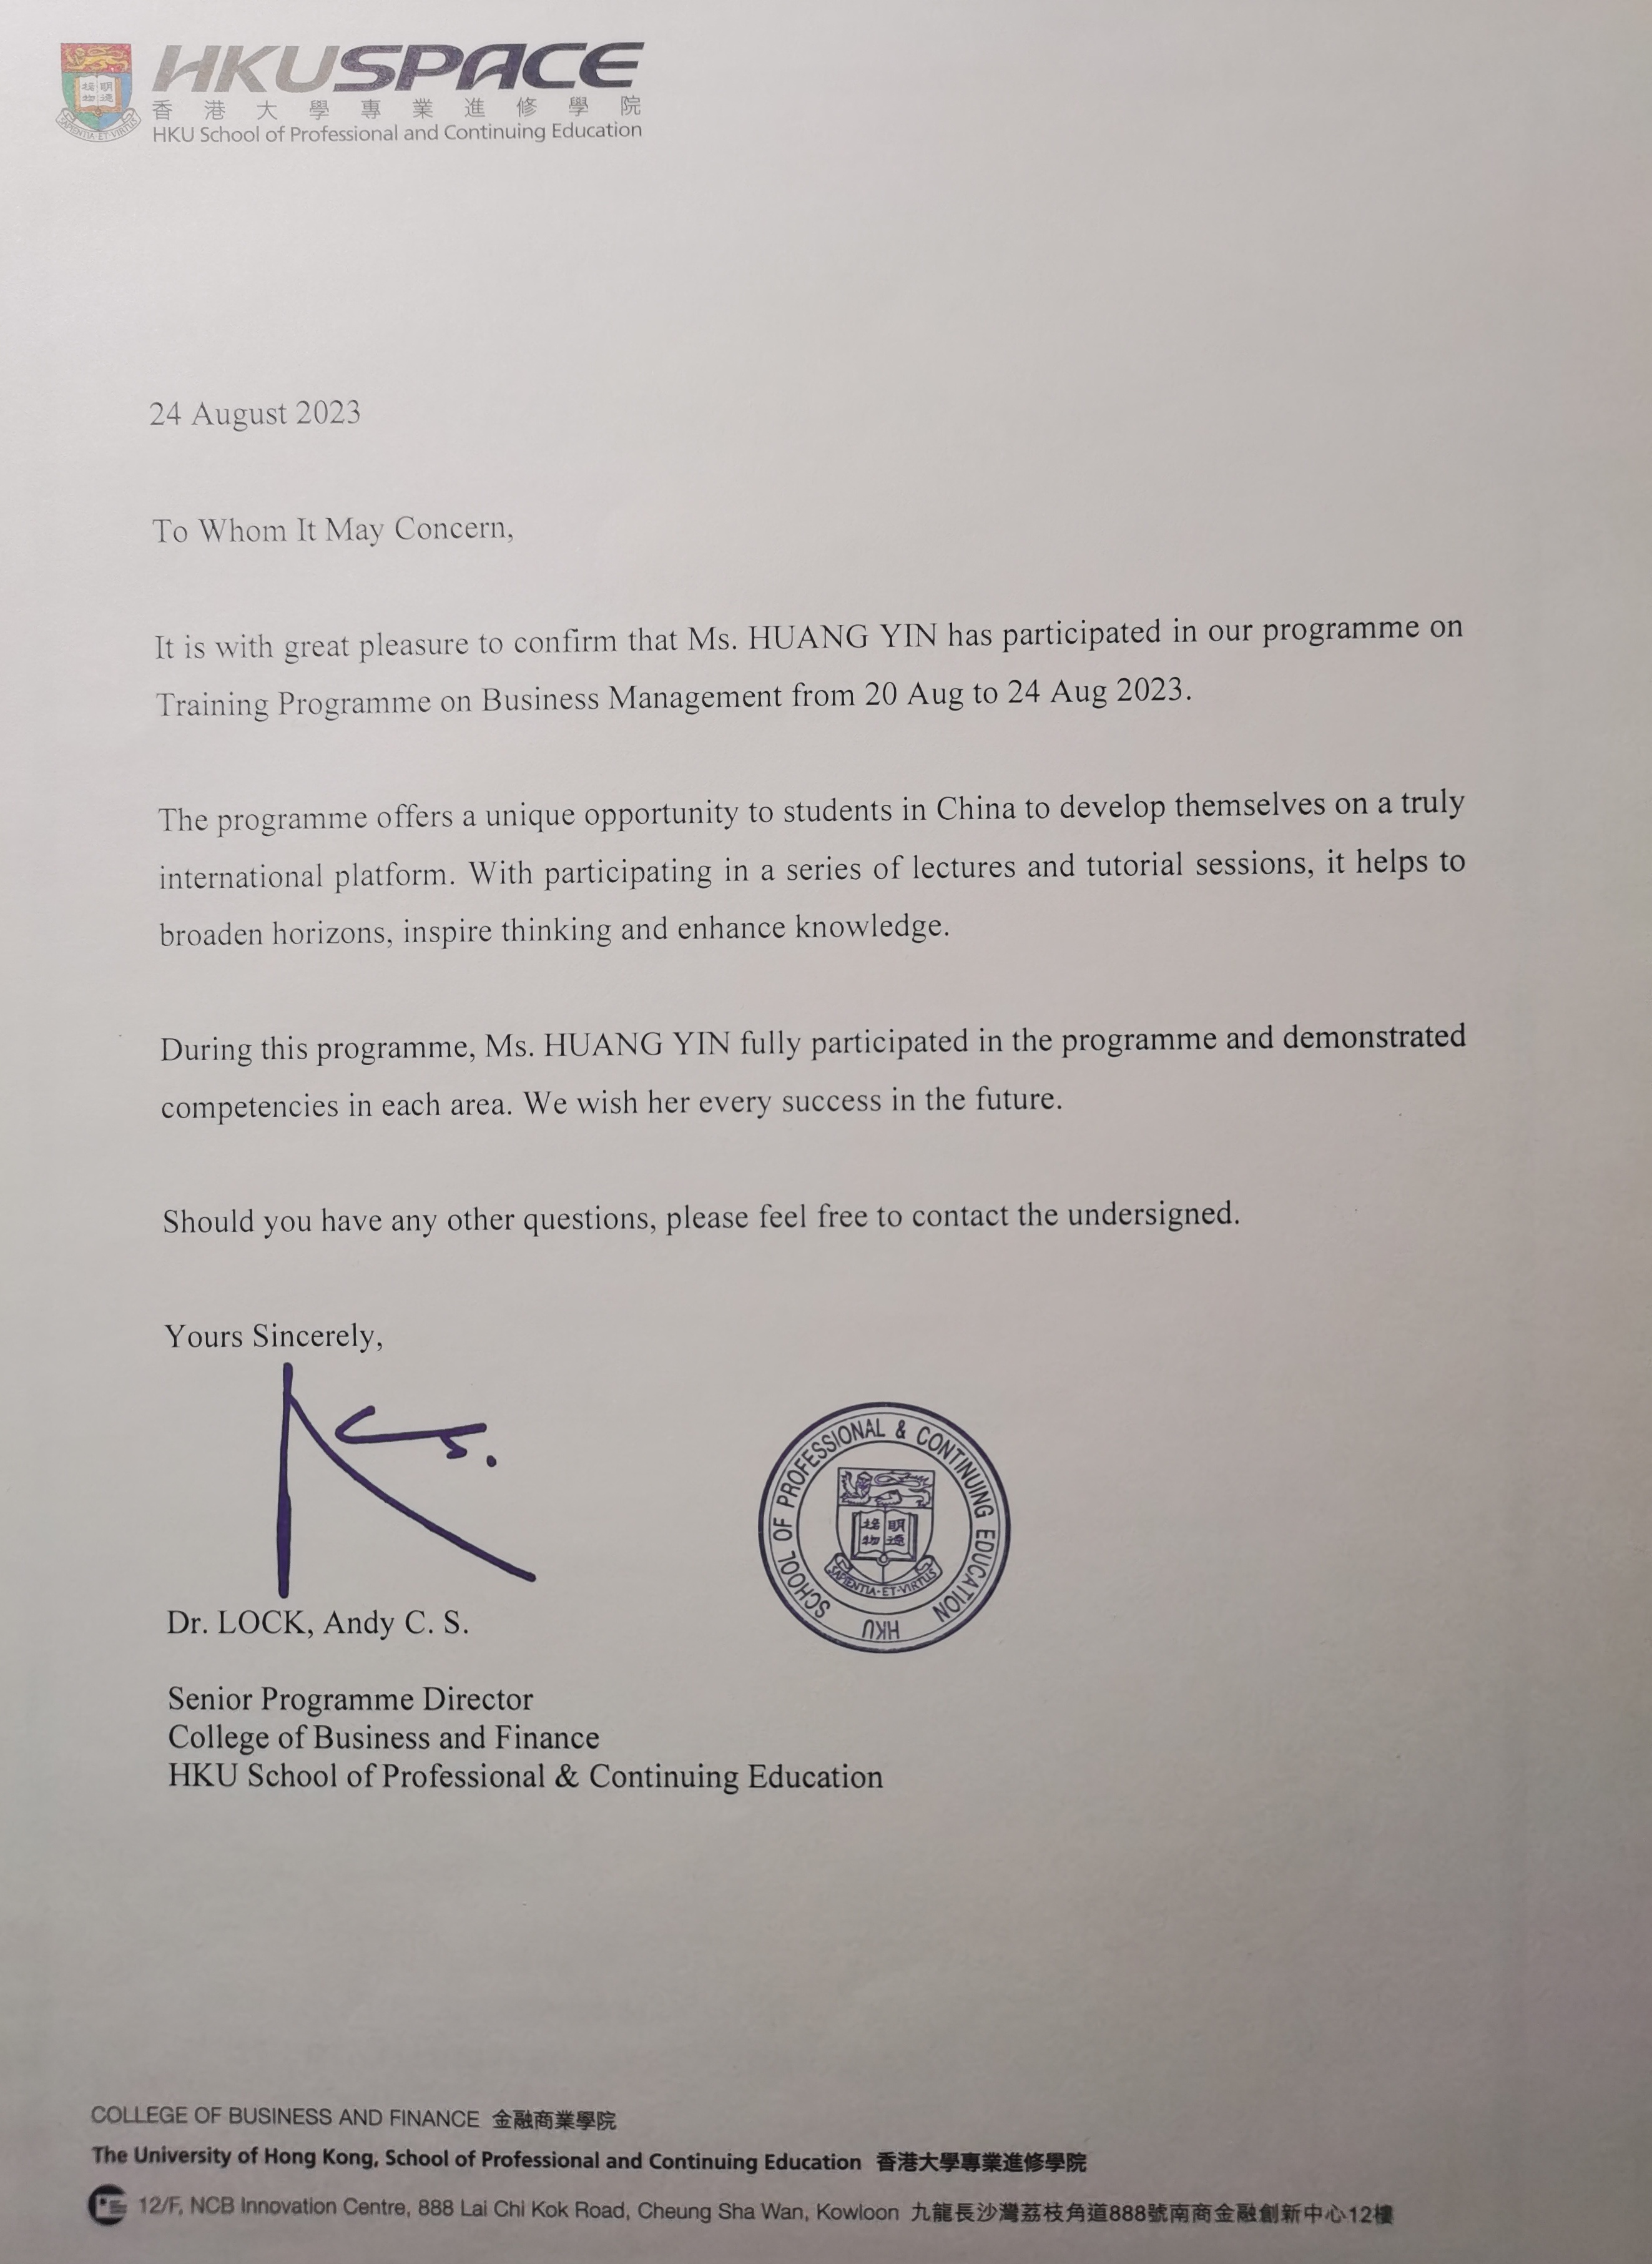 HKUSPACE
香港大學專業進修學院
HKU School of Professional and Continuing Education
明德
格物
SAPIENTIA·ET·VIRTUS
24 August 2023
To Whom It May Concern,
It is with great pleasure to confirm that Ms. HUANG YIN has participated in our programme on
Training Programme on Business Management from 20 Aug to 24 Aug 2023.
The programme offers a unique opportunity to students in China to develop themselves on a truly
international platform. With participating in a series of lectures and tutorial sessions, it helps to
broaden horizons, inspire thinking and enhance knowledge.
During this programme, Ms. HUANG YIN fully participated in the programme and demonstrated
competencies in each area. We wish her every success in the future.
Should you have any other questions, please feel free to contact the undersigned.
Yours Sincerely,
SCHOOL OF PROFESSIONAL & CONTINUING EDUCATION
明德
格物
SAPIENTIA·ET·VIRTUS
HKU
Dr. LOCK, Andy C. S.
Senior Programme Director
College of Business and Finance
HKU School of Professional & Continuing Education
COLLEGE OF BUSINESS AND FINANCE 金融商業學院
The University of Hong Kong, School of Professional and Continuing Education 香港大學專業進修學院
12/F, NCB Innovation Centre, 888 Lai Chi Kok Road, Cheung Sha Wan, Kowloon 九龍長沙灣荔枝角道888號南商金融創新中心12樓